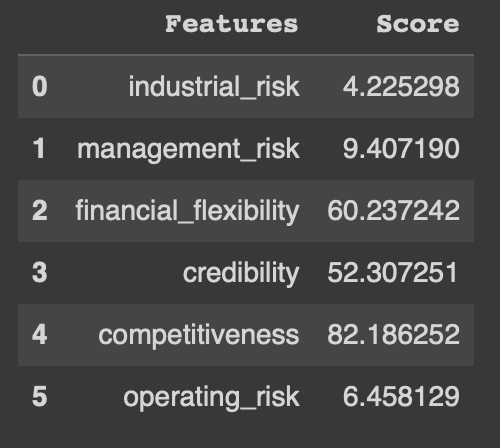 Features Score
0 industrial_risk 4.225298
1 management_risk 9.407190
2 financial_flexibility 60.237242
3 credibility 52.307251
4 competitiveness 82.186252
5 operating_risk 6.458129